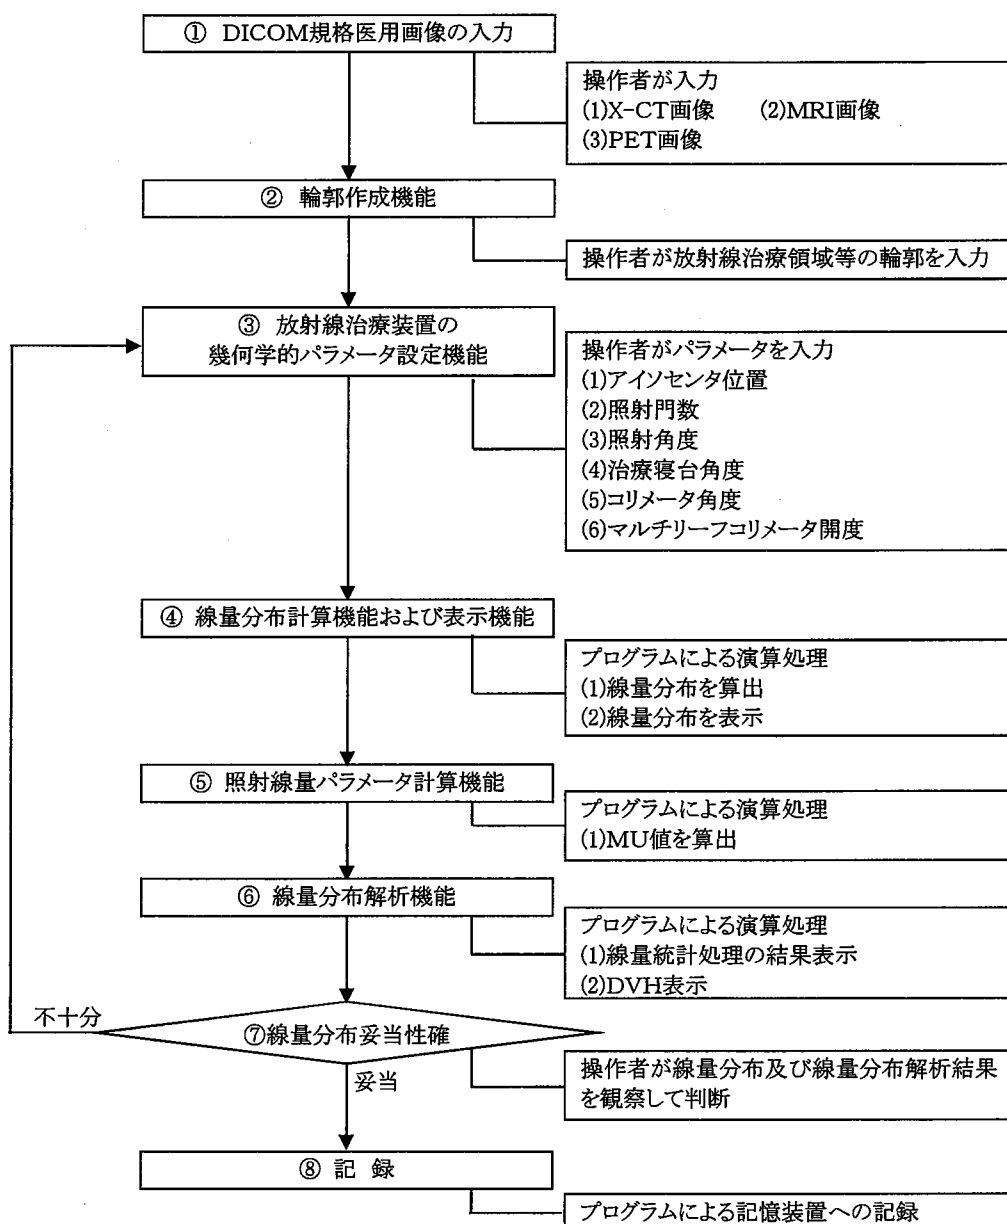 ① DICOM規格医用画像の入力
操作者が入力
(1)X-CT画像 (2)MRI画像
(3)PET画像
② 輪郭作成機能
操作者が放射線治療領域等の輪郭を入力
③ 放射線治療装置の
幾何学的パラメータ設定機能
操作者がパラメータを入力
(1)アイソセンタ位置
(2)照射門数
(3)照射角度
(4)治療寝台角度
(5)コリメータ角度
(6)マルチリーフコリメータ開度
④ 線量分布計算機能および表示機能
プログラムによる演算処理
(1)線量分布を算出
(2)線量分布を表示
⑤ 照射線量パラメータ計算機能
プログラムによる演算処理
(1)MU値を算出
⑥ 線量分布解析機能
プログラムによる演算処理
(1)線量統計処理の結果表示
(2)DVH表示
不十分
⑦線量分布妥当性確
妥当
操作者が線量分布及び線量分布解析結果
を観察して判断
⑧ 記 録
プログラムによる記憶装置への記録